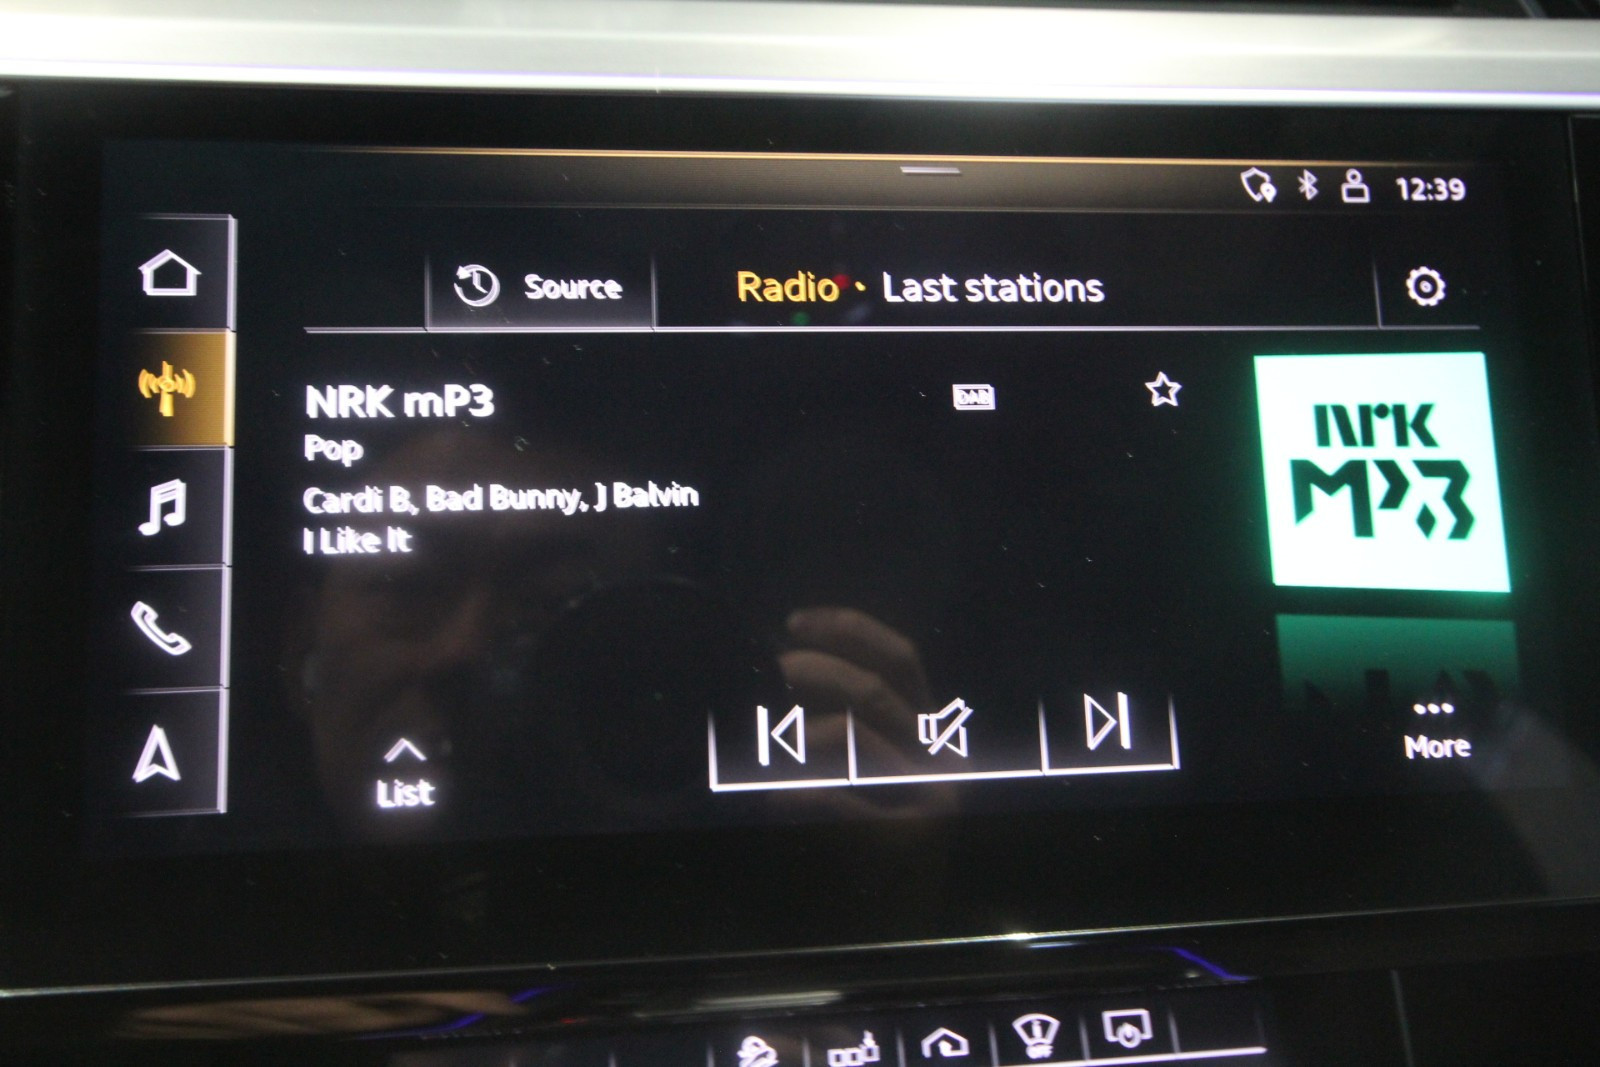 12:39
Source
Radio · Last stations
NRK mP3
DAB
Pop
Cardi B, Bad Bunny, J Balvin
I Like It
nrk
MP3
List
More
OFF